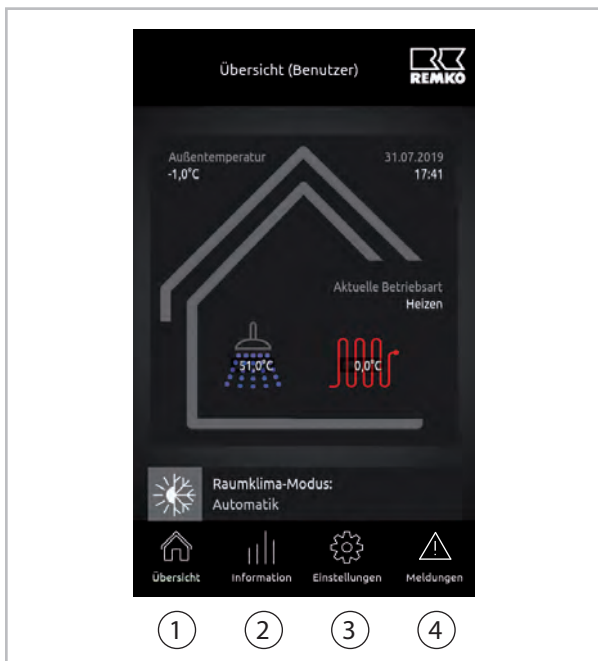 Übersicht (Benutzer)
REMKO
Außentemperatur
-1,0°C
31.07.2019
17:41
Aktuelle Betriebsart
Heizen
51,0°C
0,0°C
Raumklima-Modus:
Automatik
Übersicht Information Einstellungen Meldungen
1 2 3 4